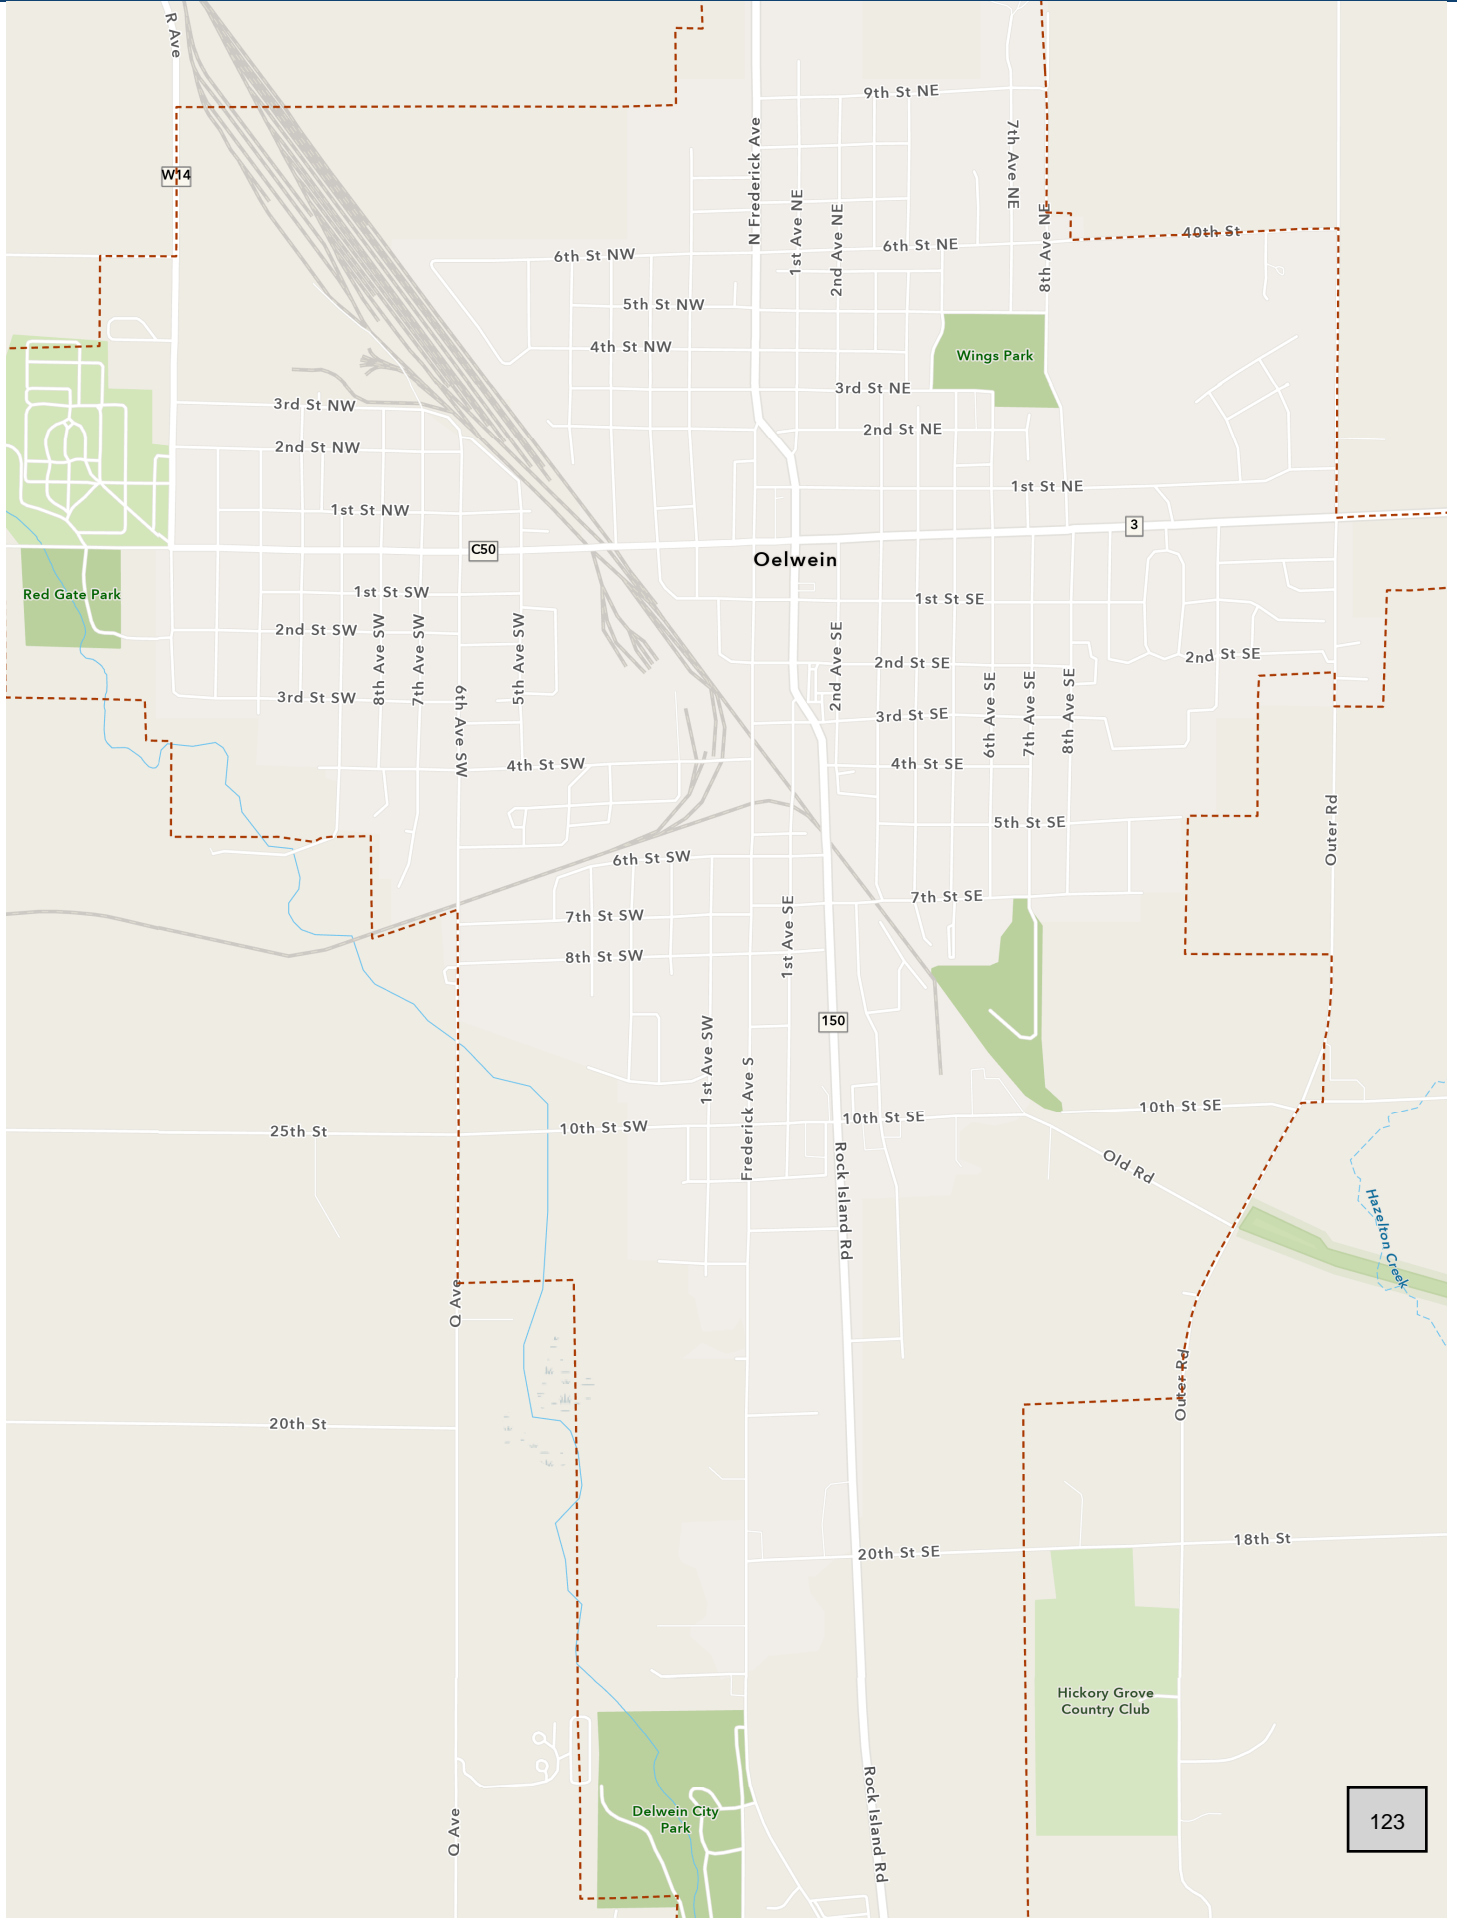 R Ave
9th St NE
N Frederick Ave
7th Ave NE
W14
1st Ave NE
2nd Ave NE
8th Ave NE
40th St
6th St NE
6th St NW
5th St NW
4th St NW
Wings Park
3rd St NE
3rd St NW
2nd St NE
2nd St NW
1st St NE
1st St NW
3
C50
Oelwein
Red Gate Park
1st St SW
1st St SE
2nd St SW
8th Ave SW
7th Ave SW
5th Ave SW
2nd Ave SE
2nd St SE
2nd St SE
3rd St SW
6th Ave SW
3rd St SE
6th Ave SE
7th Ave SE
8th Ave SE
4th St SW
4th St SE
5th St SE
Outer Rd
6th St SW
7th St SE
7th St SW
1st Ave SE
8th St SW
150
1st Ave SW
Frederick Ave S
10th St SE
10th St SE
10th St SW
25th St
Rock Island Rd
Old Rd
Hazelton Creek
Q Ave
Outer Rd
20th St
20th St SE
18th St
Hickory Grove
Country Club
Rock Island Rd
Delwein City
Park
Q Ave
123